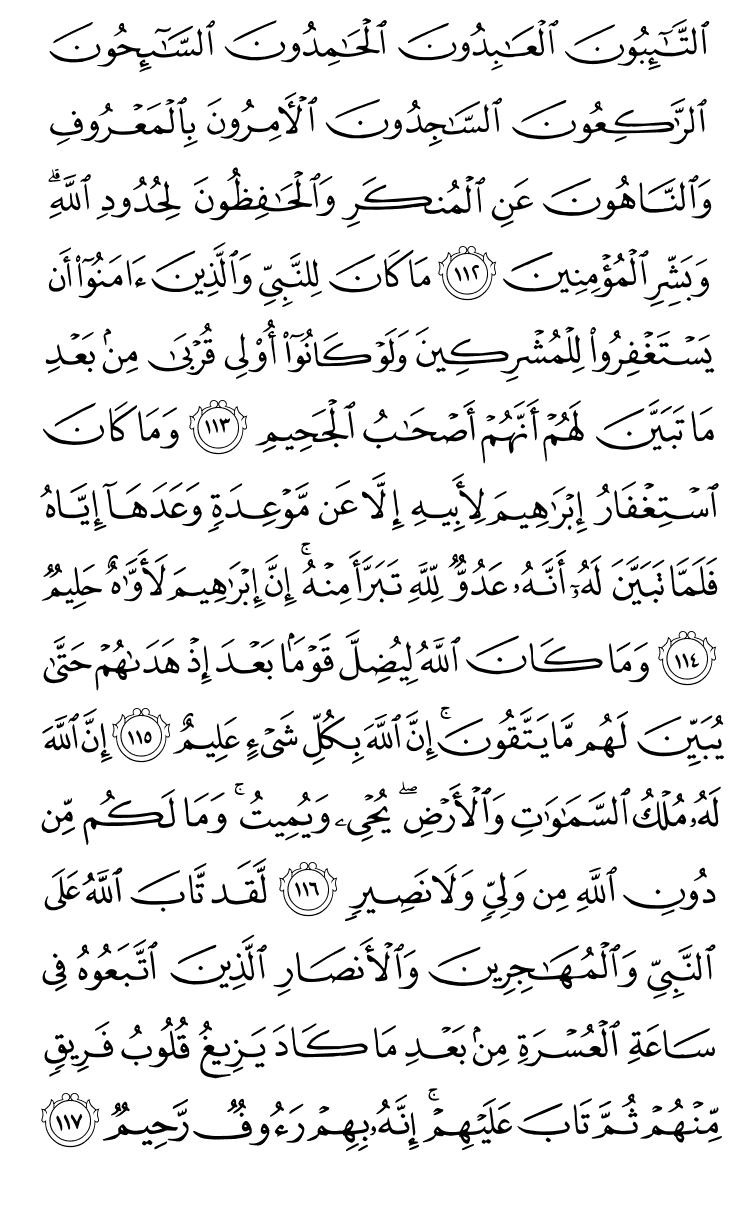 ٱلتَّـٰٓئِبُونَ ٱلْعَـٰبِدُونَ ٱلْحَـٰمِدُونَ ٱلسَّـٰٓئِحُونَ
ٱلرَّٰكِعُونَ ٱلسَّـٰجِدُونَ ٱلْـَٔامِرُونَ بِٱلْمَعْرُوفِ
وَٱلنَّاهُونَ عَنِ ٱلْمُنكَرِ وَٱلْحَـٰفِظُونَ لِحُدُودِ ٱللَّهِ ۗ
وَبَشِّرِ ٱلْمُؤْمِنِينَ ١١٢ مَا كَانَ لِلنَّبِىِّ وَٱلَّذِينَ ءَامَنُوٓا۟ أَن
يَسْتَغْفِرُوا۟ لِلْمُشْرِكِينَ وَلَوْ كَانُوٓا۟ أُو۟لِى قُرْبَىٰ مِنۢ بَعْدِ
مَا تَبَيَّنَ لَهُمْ أَنَّهُمْ أَصْحَـٰبُ ٱلْجَحِيمِ ١١٣ وَمَا كَانَ
ٱسْتِغْفَارُ إِبْرَٰهِيمَ لِأَبِيهِ إِلَّا عَن مَّوْعِدَةٍ وَعَدَهَآ إِيَّاهُ
فَلَمَّا تَبَيَّنَ لَهُۥٓ أَنَّهُۥ عَدُوٌّ لِّلَّهِ تَبَرَّأَ مِنْهُ ۚ إِنَّ إِبْرَٰهِيمَ لَأَوَّٰهٌ حَلِيمٌ
١١٤ وَمَا كَانَ ٱللَّهُ لِيُضِلَّ قَوْمًۢا بَعْدَ إِذْ هَدَىٰهُمْ حَتَّىٰ
يُبَيِّنَ لَهُم مَّا يَتَّقُونَ ۚ إِنَّ ٱللَّهَ بِكُلِّ شَىْءٍ عَلِيمٌ ١١٥ إِنَّ ٱللَّهَ
لَهُۥ مُلْكُ ٱلسَّمَـٰوَٰتِ وَٱلْأَرْضِ ۖ يُحْىِۦ وَيُمِيتُ ۚ وَمَا لَكُم مِّن
دُونِ ٱللَّهِ مِن وَلِىٍّ وَلَا نَصِيرٍ ١١٦ لَّقَد تَّابَ ٱللَّهُ عَلَى
ٱلنَّبِىِّ وَٱلْمُهَـٰجِرِينَ وَٱلْأَنصَارِ ٱلَّذِينَ ٱتَّبَعُوهُ فِى
سَاعَةِ ٱلْعُسْرَةِ مِنۢ بَعْدِ مَا كَادَ يَزِيغُ قُلُوبُ فَرِيقٍ
مِّنْهُمْ ثُمَّ تَابَ عَلَيْهِمْ ۚ إِنَّهُۥ بِهِمْ رَءُوفٌ رَّحِيمٌ ١١٧